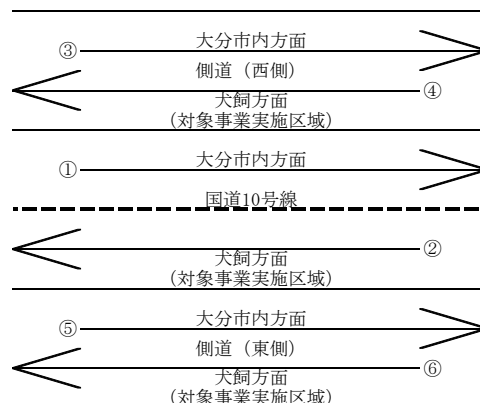 大分市内方面
③
側道（西側）
④
犬飼方面
（対象事業実施区域）
大分市内方面
①
国道10号線
②
犬飼方面
（対象事業実施区域）
大分市内方面
⑤
側道（東側）
⑥
犬飼方面
（対象事業実施区域）